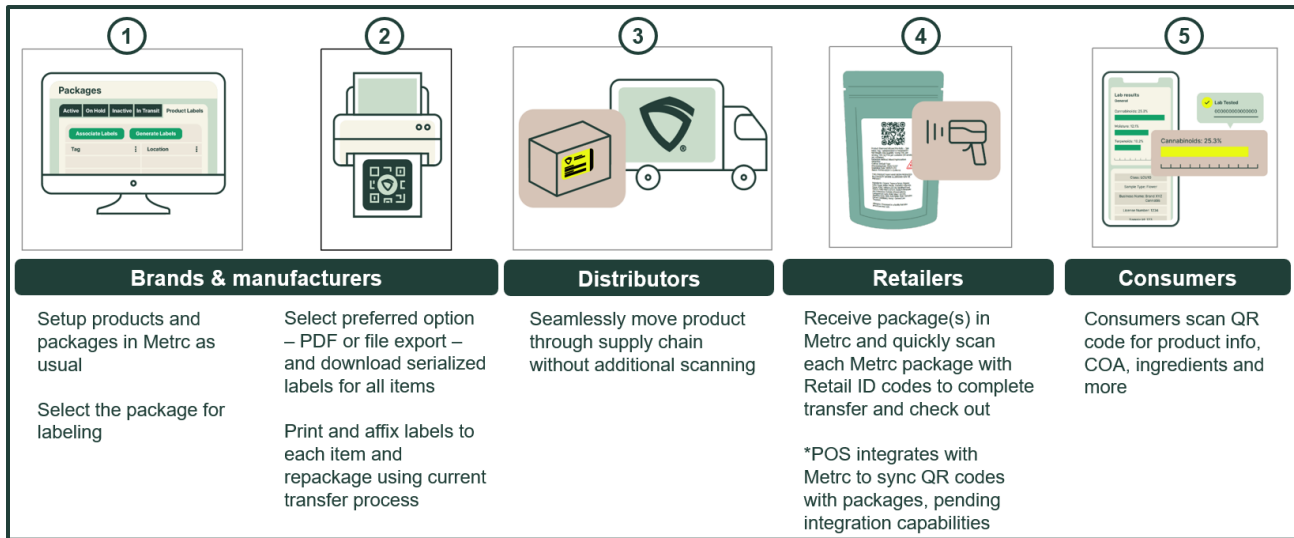 1
2
3
4
5
Packages
Active
On Hold
Inactive
In Transit
Product Labels
Associate Labels
Generate Labels
Tag
Location
®
Lab results
General
Lab Tested
Cannabinoids: 25.3%
Sample Type: Flower
Brands & manufacturers
Distributors
Retailers
Consumers
Setup products and
packages in Metrc as
usual
Select the package for
labeling
Select preferred option
– PDF or file export –
and download serialized
labels for all items
Print and affix labels to
each item and
repackage using current
transfer process
Seamlessly move product
through supply chain
without additional scanning
Receive package(s) in
Metrc and quickly scan
each Metrc package with
Retail ID codes to complete
transfer and check out
*POS integrates with
Metrc to sync QR codes
with packages, pending
integration capabilities
Consumers scan QR
code for product info,
COA, ingredients and
more